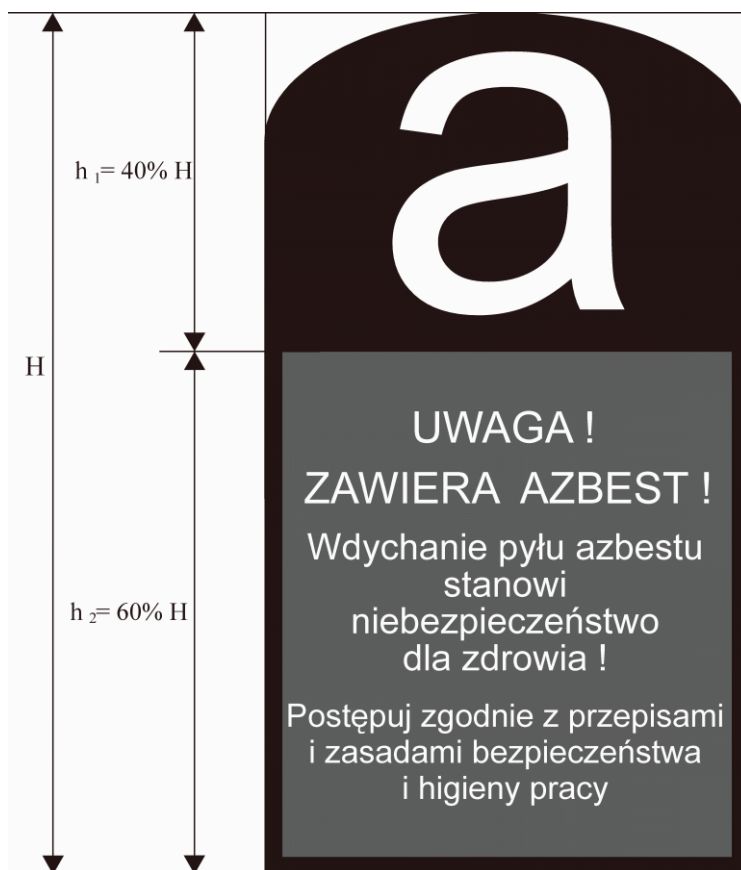 a
h 1= 40% H
H
UWAGA !
ZAWIERA AZBEST !
Wdychanie pyłu azbestu
stanowi
niebezpieczeństwo
dla zdrowia !
h 2= 60% H
Postępuj zgodnie z przepisami
i zasadami bezpieczeństwa
i higieny pracy